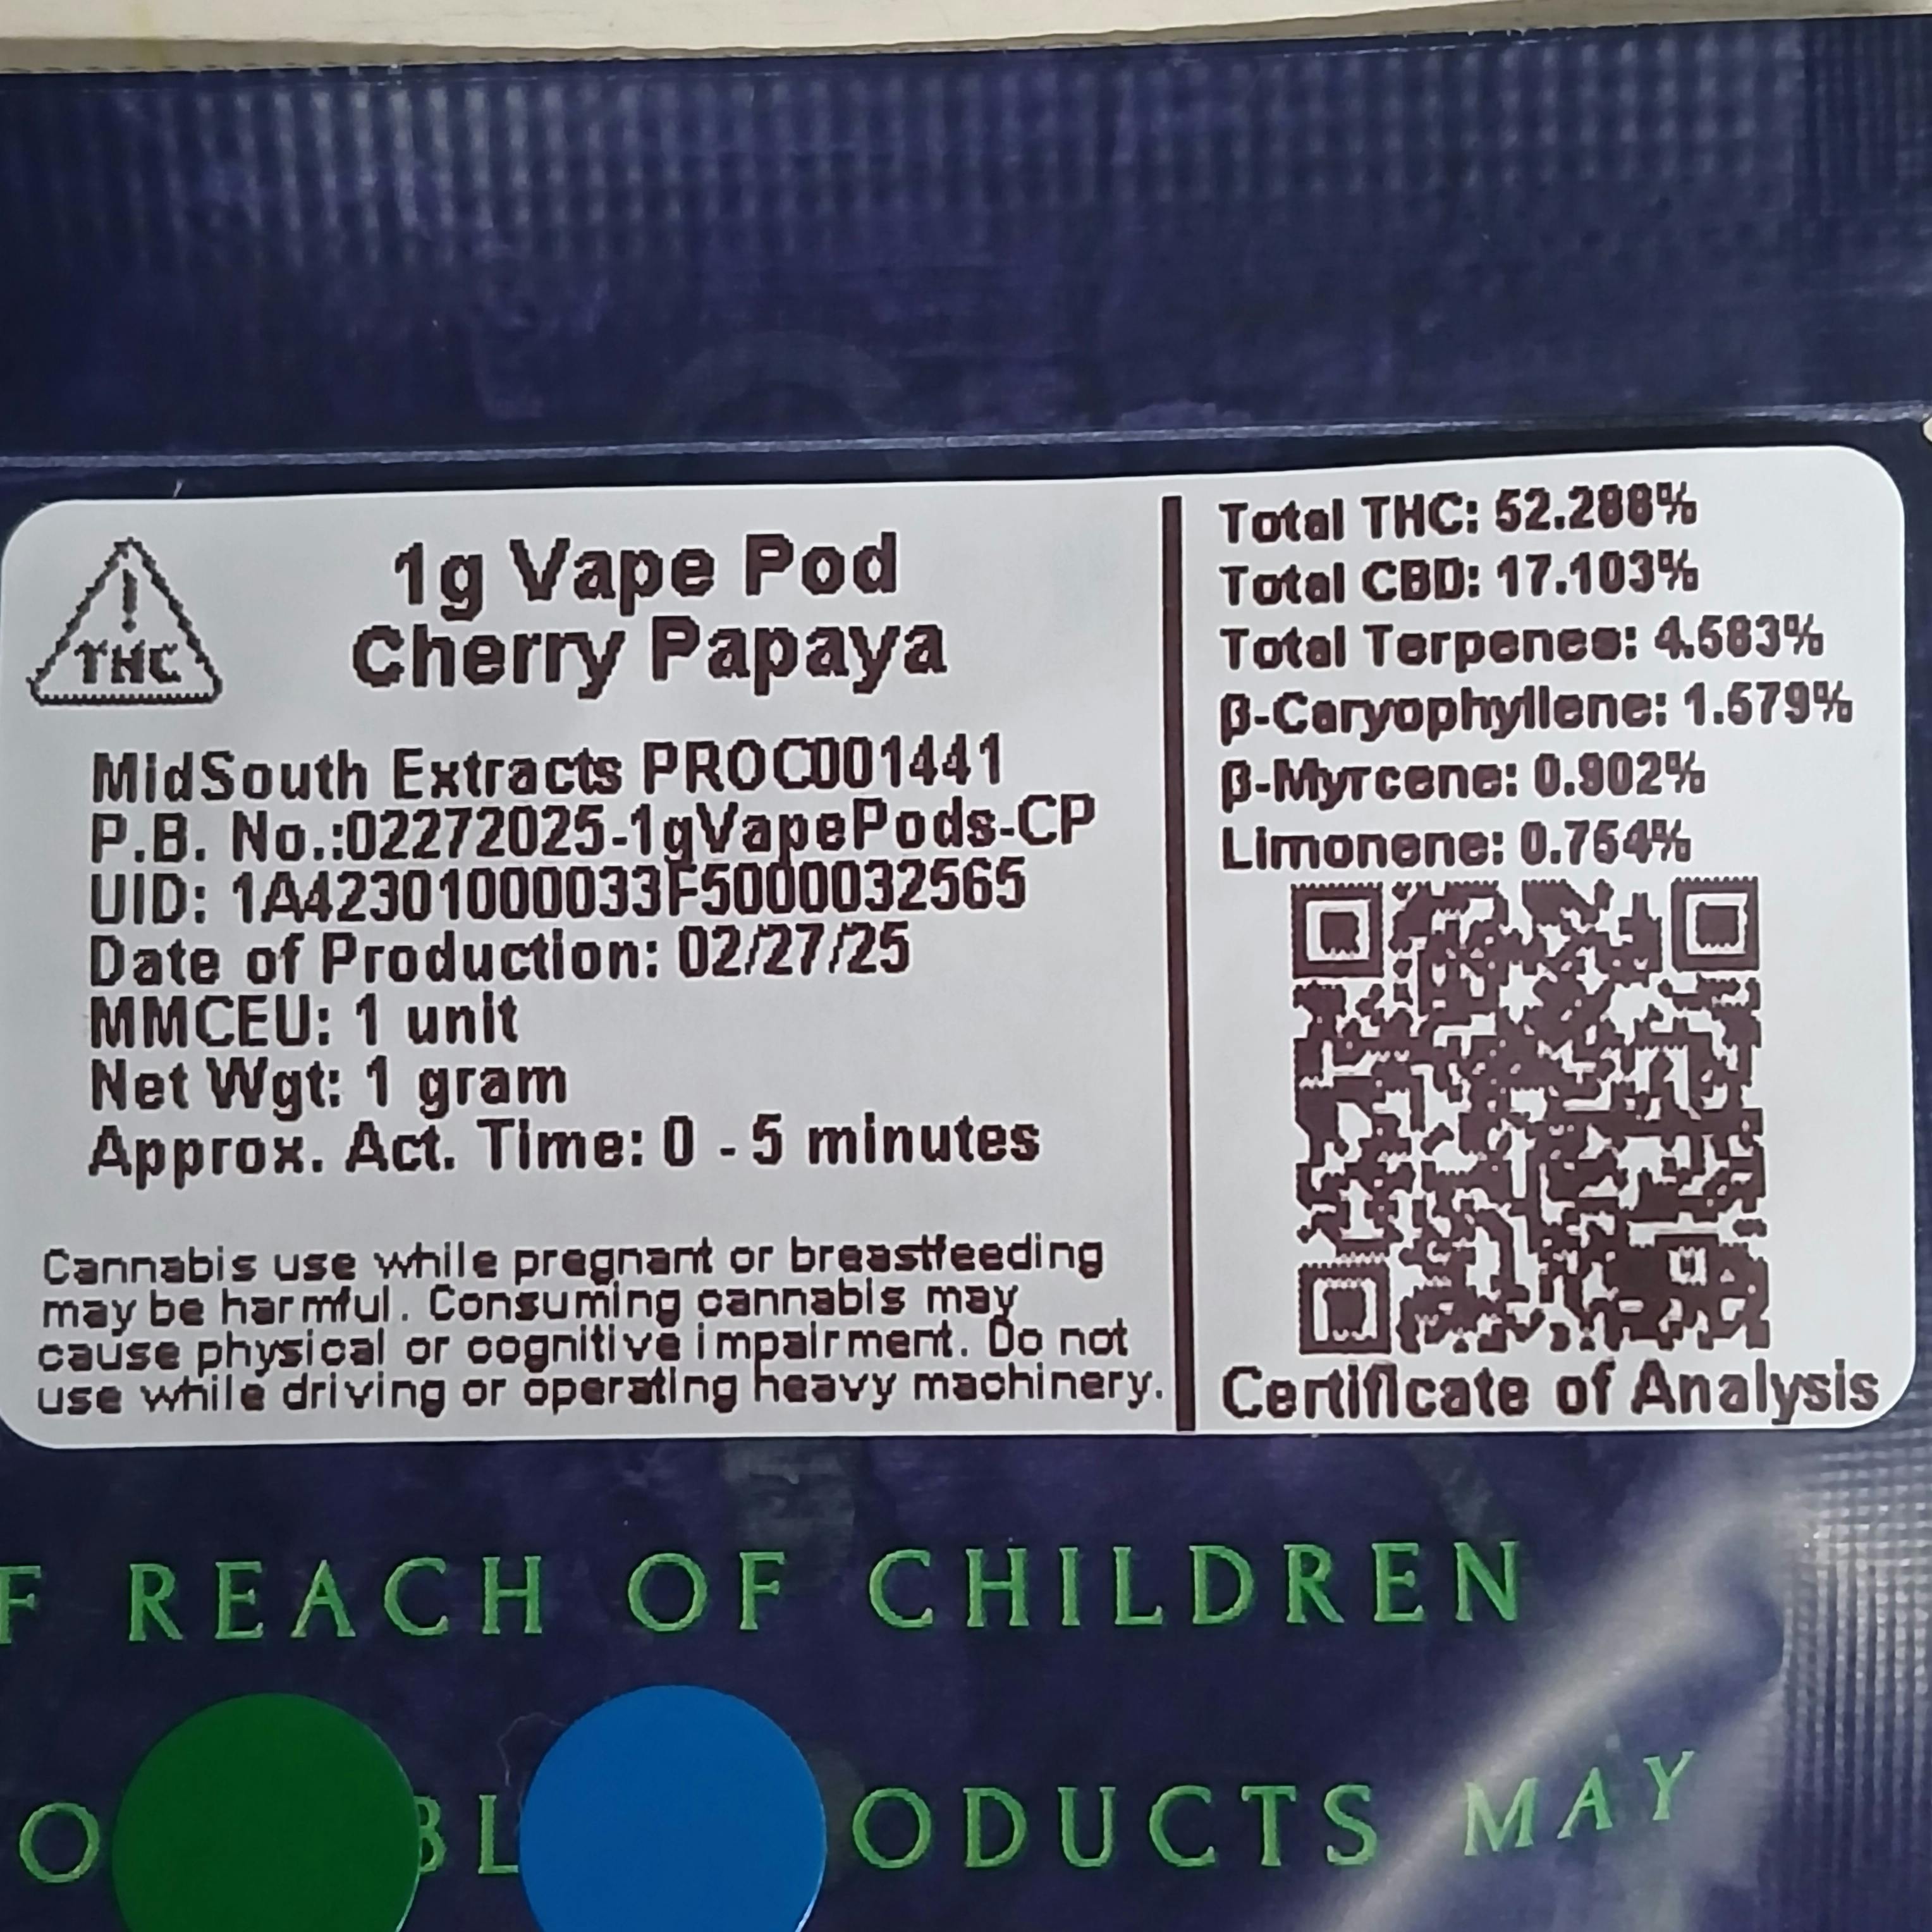 ! THC
1g Vape Pod
Cherry Papaya
MidSouth Extracts PROC001441
P.B. No.:02272025-1gVapePods-CP
UID: 1A42301000033F5000032565
Date of Production: 02/27/25
MMCEU: 1 unit
Net Wgt: 1 gram
Approx. Act. Time: 0 - 5 minutes
Cannabis use while pregnant or breastfeeding
may be harmful. Consuming cannabis may
cause physical or cognitive impairment. Do not
use while driving or operating heavy machinery.
Total THC: 52.288%
Total CBD: 17.103%
Total Terpenes: 4.583%
β-Caryophyllene: 1.579%
β-Myrcene: 0.902%
Limonene: 0.754%
Certificate of Analysis
F REACH OF CHILDREN
ODUCTS MAY